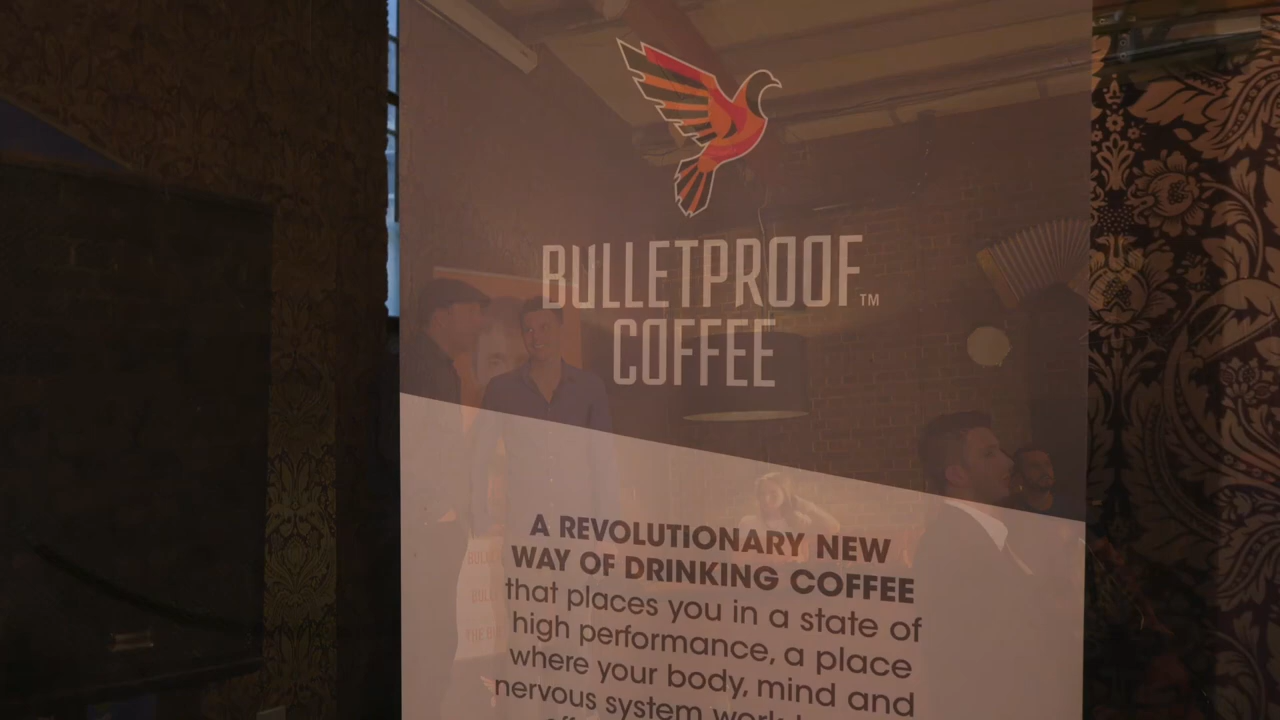 BULLETPROOF™
COFFEE
A REVOLUTIONARY NEW
WAY OF DRINKING COFFEE
that places you in a state of
high performance, a place
where your body, mind and
nervous system work